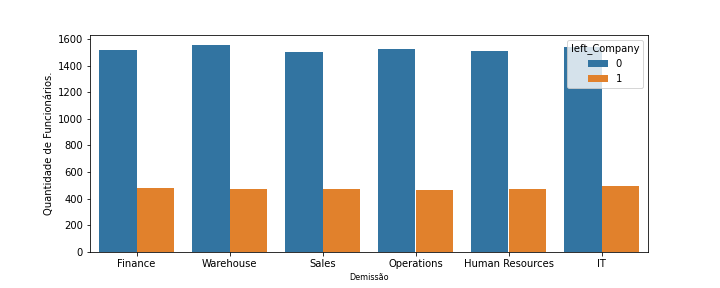 1600
1400
1200
1000
800
600
400
200
0
Quantidade de Funcionários.
left_Company
0
1
Finance Warehouse Sales Operations Human Resources IT
Demissão